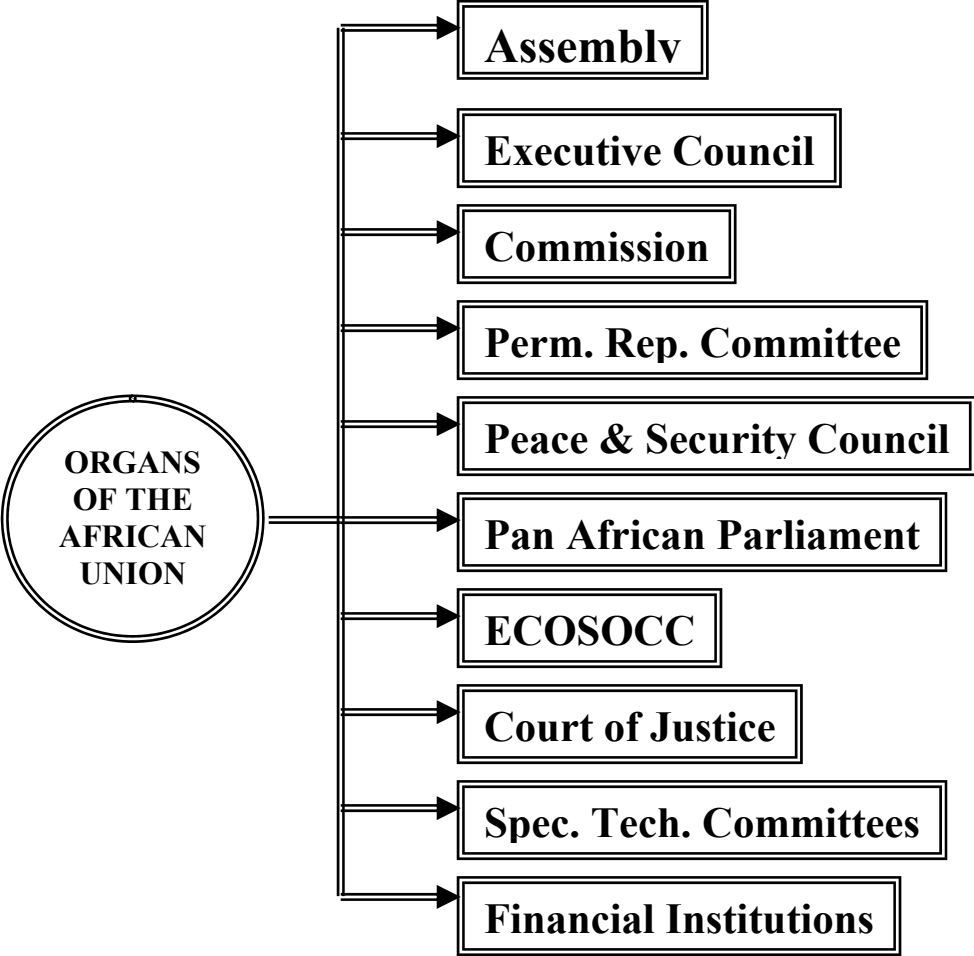 Assembly
Executive Council
Commission
Perm. Rep. Committee
Peace & Security Council
ORGANS
OF THE
AFRICAN
UNION
Pan African Parliament
ECOSOCC
Court of Justice
Spec. Tech. Committees
Financial Institutions